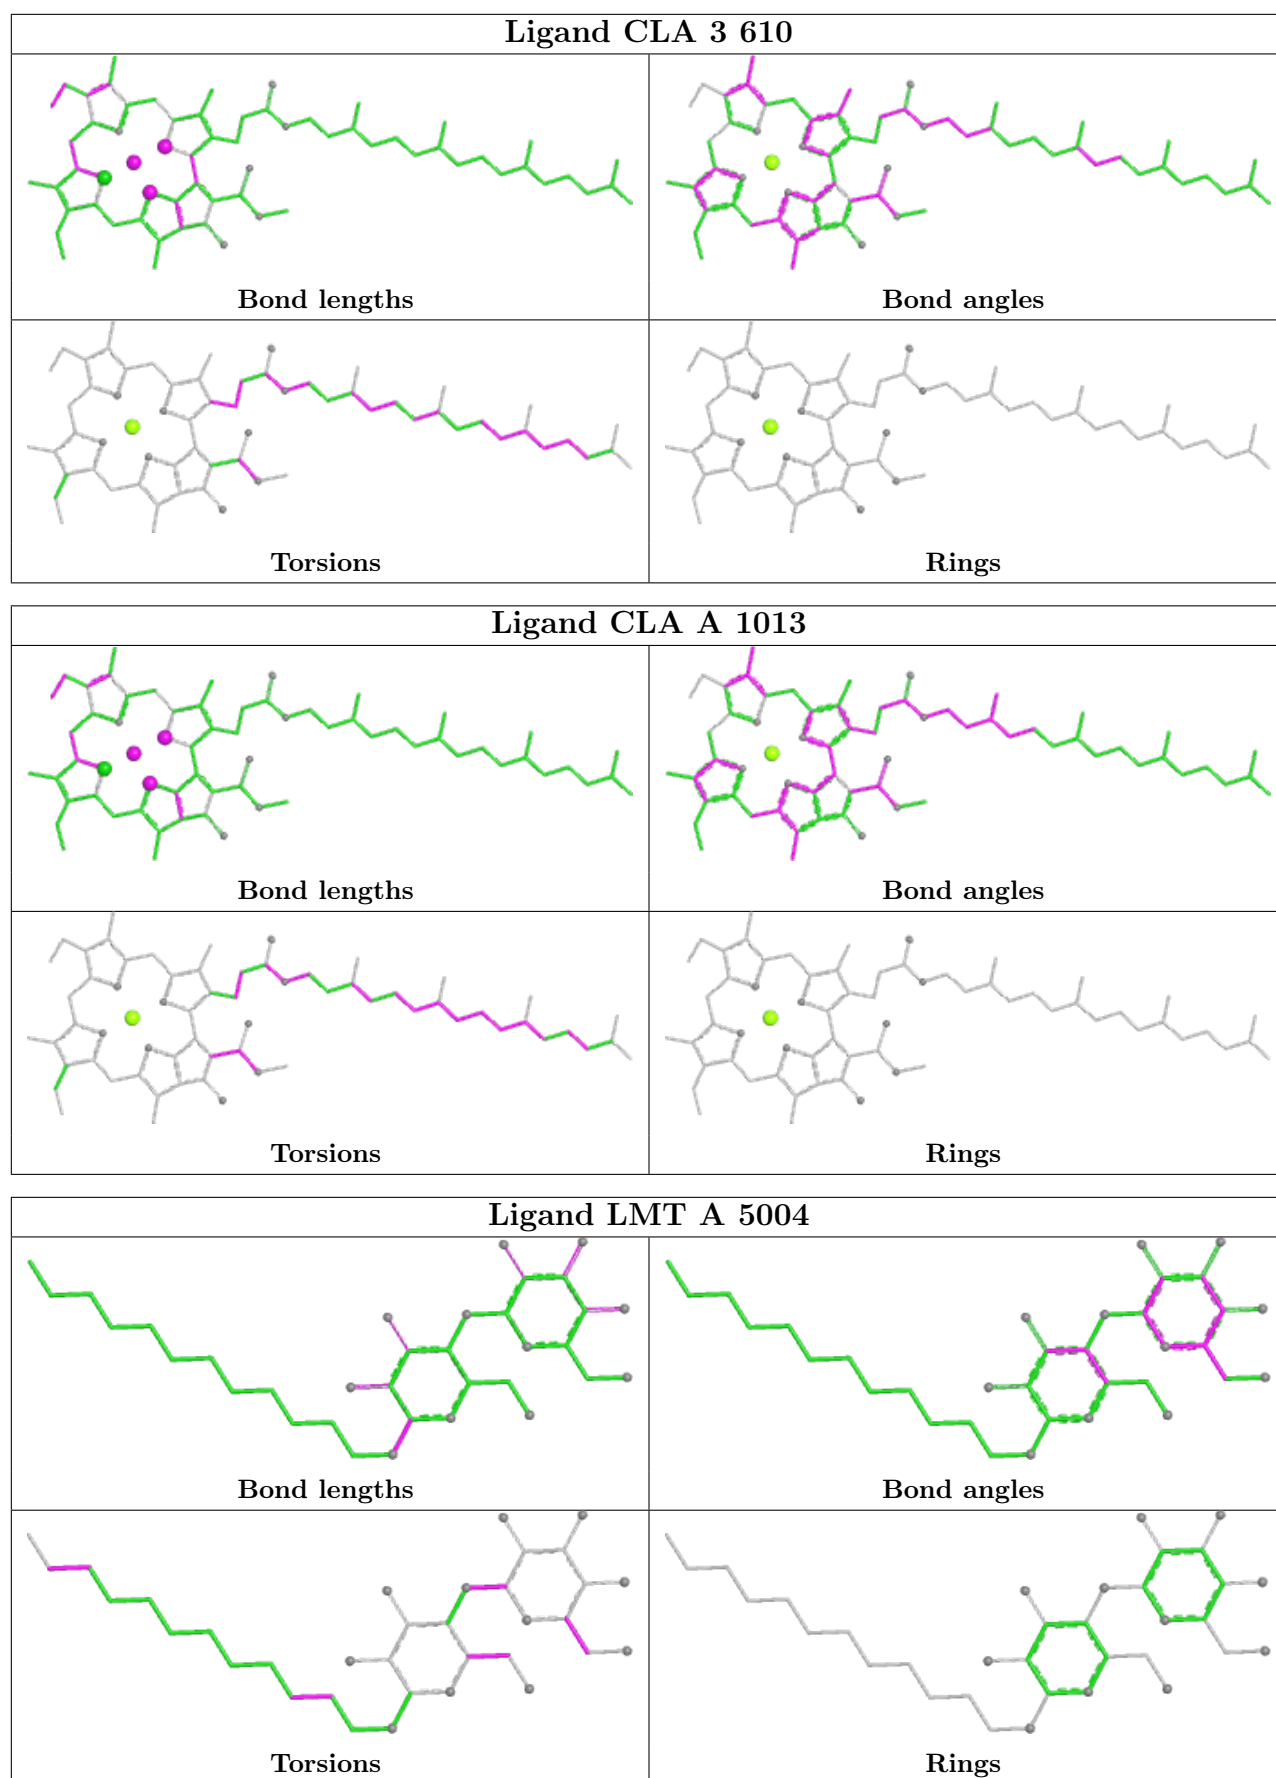 Ligand CLA 3 610
Bond lengths
Bond angles
Torsions
Rings
Ligand CLA A 1013
Bond lengths
Bond angles
Torsions
Rings
Ligand LMT A 5004
Bond lengths
Bond angles
Torsions
Rings